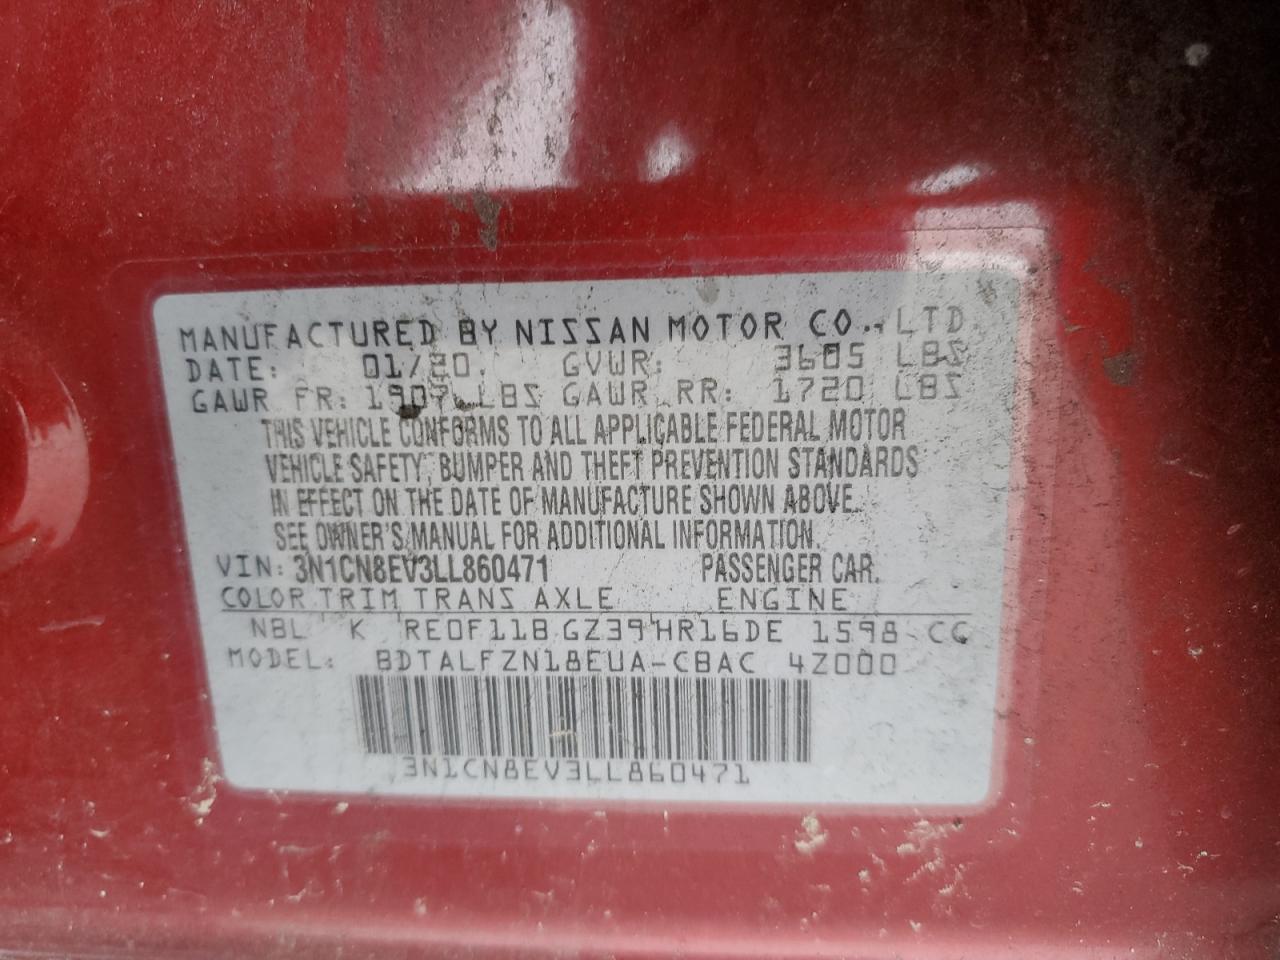 MANUFACTURED BY NISSAN MOTOR CO., LTD
DATE: 01/20 GVWR: 3605 LBS
GAWR FR: 1907 LBS GAWR RR: 1720 LBS
THIS VEHICLE CONFORMS TO ALL APPLICABLE FEDERAL MOTOR
VEHICLE SAFETY, BUMPER AND THEFT PREVENTION STANDARDS
IN EFFECT ON THE DATE OF MANUFACTURE SHOWN ABOVE.
SEE OWNER'S MANUAL FOR ADDITIONAL INFORMATION.
VIN: 3N1CN8EV3LL860471 PASSENGER CAR.
COLOR TRIM TRANS AXLE ENGINE
NBL K RE0F11B GZ39 HR16DE 1598 CC
MODEL: BDTALFZN18EUA-CBAC 4Z000
3N1CN8EV3LL860471